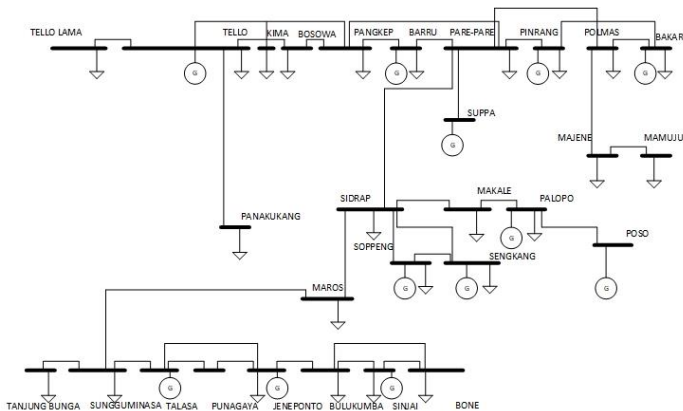 TELLO LAMA TELLO KIMA BOSOWA PANGKEP BARRU PARE-PARE PINRANG POLMAS BAKAR
G G G G
SUPPA
G
MAJENE MAMUJU
SIDRAP MAKALE PALOPO
PANAKUKANG G POSO
SOPPENG SENGKANG
G G G
MAROS
G G G
TANJUNG BUNGA SUNGGUMINASA TALASA PUNAGAYA JENEPONTO BULUKUMBA SINJAI BONE